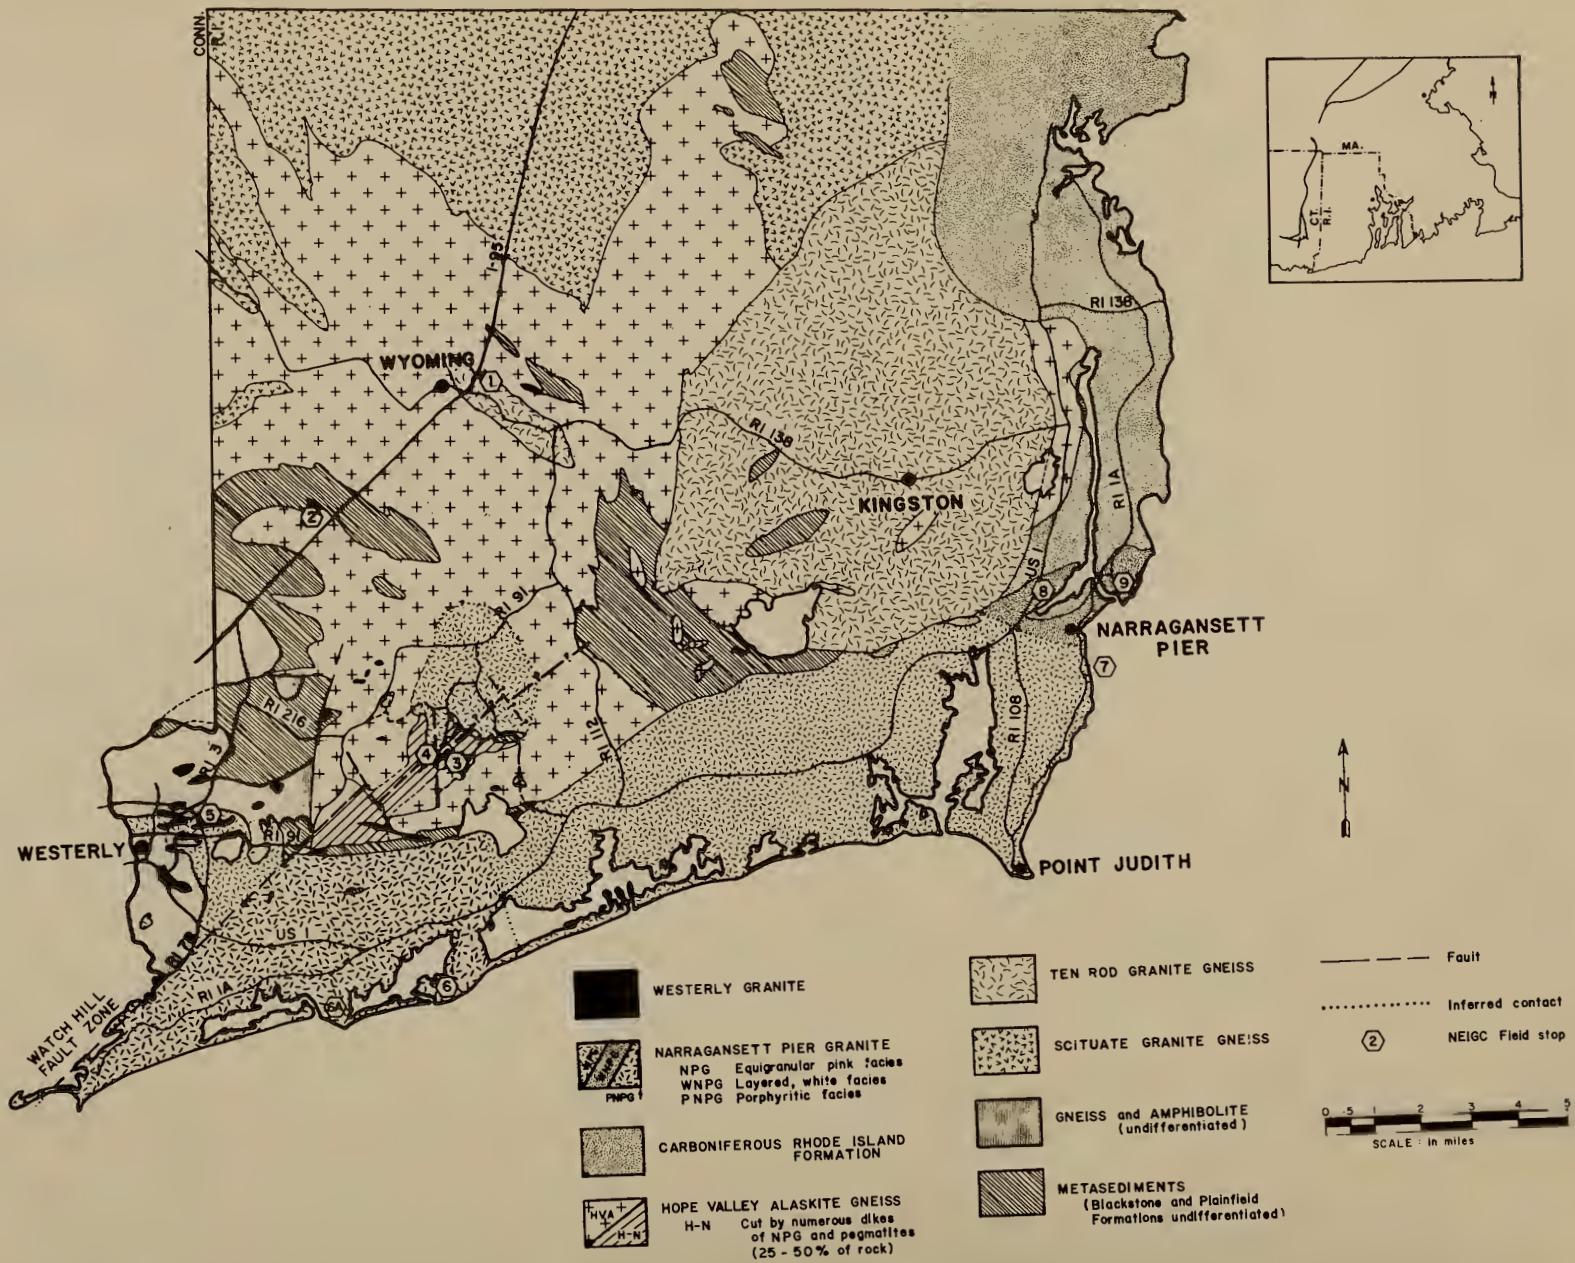 CONN.
R.I.
I-95
WYOMING
1
RI 138
RI 138
KINGSTON
RI 1A
US 1
2
8
9
NARRAGANSETT
PIER
7
RI 91
RI 216
RI 3
RI 112
RI 108
4
3
5
RI 91
WESTERLY
POINT JUDITH
US 1
RI 78
RI 1A
6
6A
WATCH HILL
FAULT ZONE
MA.
CT.
R.I.
N
N
WESTERLY GRANITE
NARRAGANSETT PIER GRANITE
NPG Equigranular pink facies
WNPG Layered, white facies
PNPG Porphyritic facies
WNPG
PNPG
CARBONIFEROUS RHODE ISLAND
FORMATION
HOPE VALLEY ALASKITE GNEISS
H-N Cut by numerous dikes
of NPG and pegmatites
(25 - 50% of rock)
HVA
H-N
TEN ROD GRANITE GNEISS
SCITUATE GRANITE GNEISS
GNEISS and AMPHIBOLITE
(undifferentiated)
METASEDIMENTS
(Blackstone and Plainfield
Formations undifferentiated)
Fault
Inferred contact
2
NEIGC Field stop
0 .5 1 2 3 4 5
SCALE : in miles